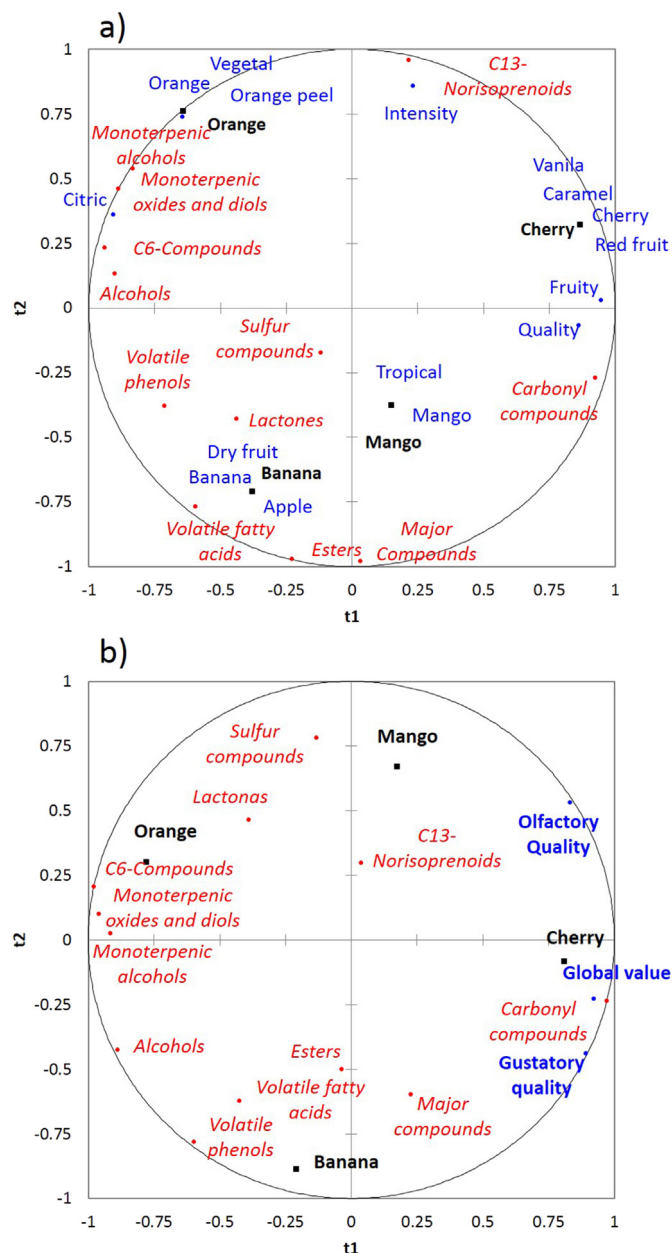 a)
1
0.75
0.5
0.25
0
-0.25
-0.5
-0.75
-1
t2
Vegetal
Orange
Orange peel
Orange
C13-
Norisoprenoids
Intensity
Monoterpenic
alcohols
Monoterpenic
oxides and diols
Citric
C6-Compounds
Alcohols
Vanila
Caramel
Cherry
Cherry
Red fruit
Fruity
Quality
Sulfur
compounds
Volatile
phenols
Lactones
Tropical
Mango
Mango
Carbonyl
compounds
Dry fruit
Banana
Banana
Apple
Volatile fatty
acids
Esters
Major
Compounds
-1 -0.75 -0.5 -0.25 0 0.25 0.5 0.75 1
t1
b)
1
0.75
0.5
0.25
0
-0.25
-0.5
-0.75
-1
t2
Sulfur
compounds
Mango
Lactonas
Olfactory
Quality
Orange
C13-
Norisoprenoids
C6-Compounds
Monoterpenic
oxides and diols
Monoterpenic
alcohols
Cherry
Global value
Carbonyl
compounds
Alcohols
Esters
Gustatory
quality
Volatile fatty
acids
Major
compounds
Volatile
phenols
Banana
-1 -0.75 -0.5 -0.25 0 0.25 0.5 0.75 1
t1